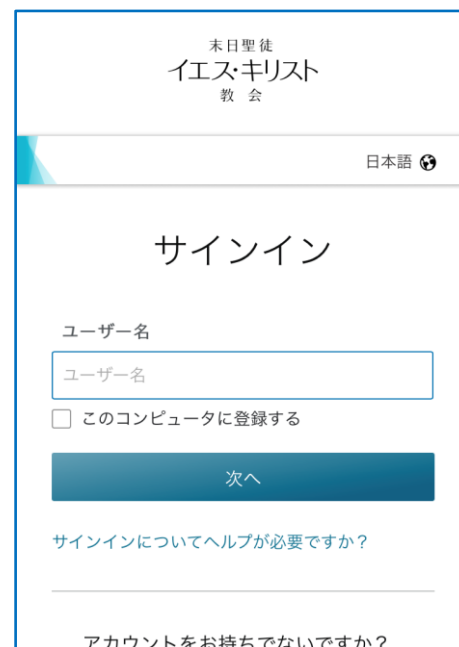 末日聖徒
イエス・キリスト
教会
日本語
サインイン
ユーザー名
ユーザー名
このコンピュータに登録する
次へ
サインインについてヘルプが必要ですか？
アカウントをお持ちでないですか？